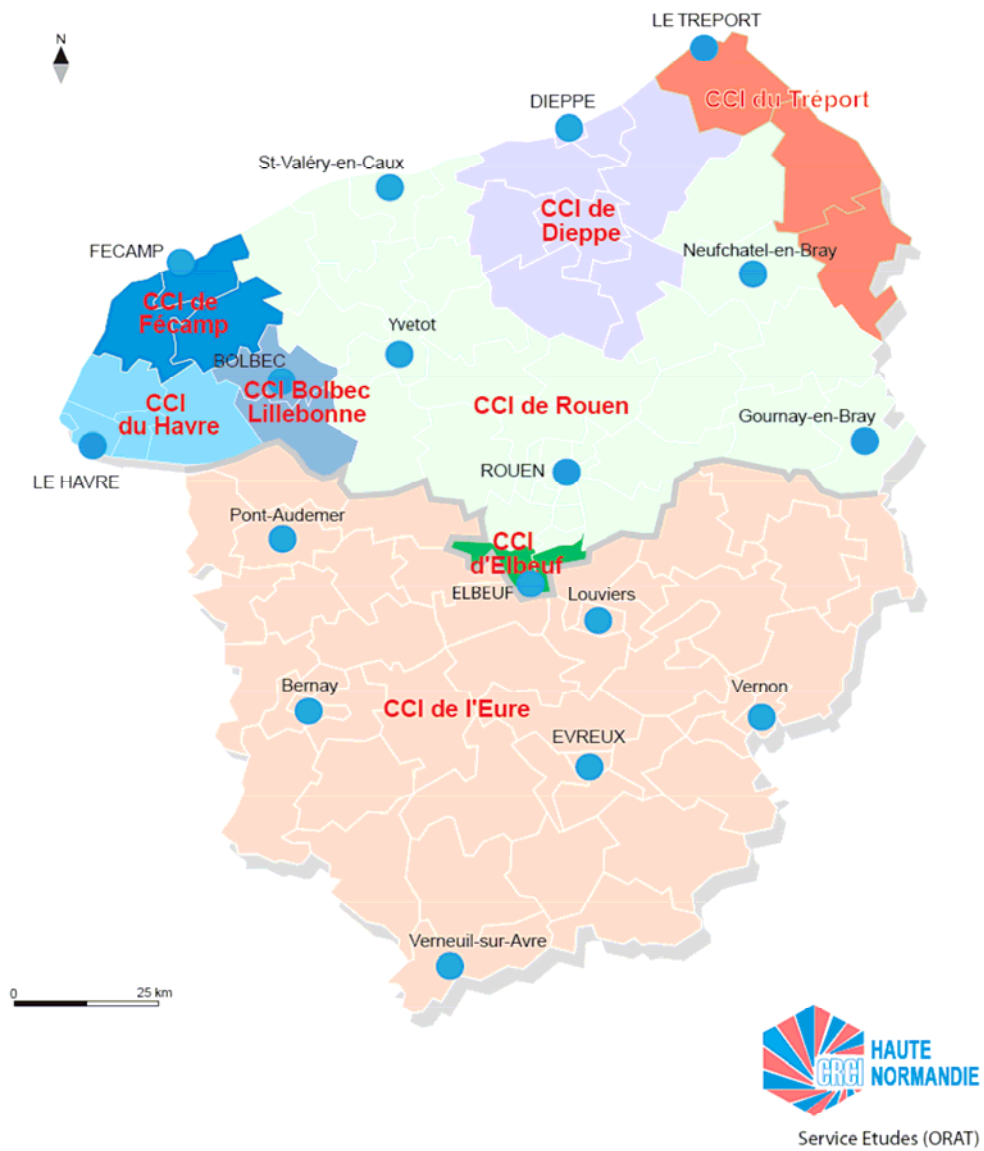 LE TREPORT
N
CCI du Tréport
DIEPPE
St-Valéry-en-Caux
CCI de
Dieppe
FECAMP
Neufchatel-en-Bray
CCI de
Fécamp
Yvetot
BOLBEC
CCI Bolbec
Lillebonne
CCI
du Havre
CCI de Rouen
Gournay-en-Bray
ROUEN
LE HAVRE
Pont-Audemer
CCI
d'Elbeuf
ELBEUF
Louviers
Bernay
Vernon
CCI de l'Eure
EVREUX
Verneuil-sur-Avre
0 25 km
CRCI
HAUTE
NORMANDIE
Service Etudes (ORAT)